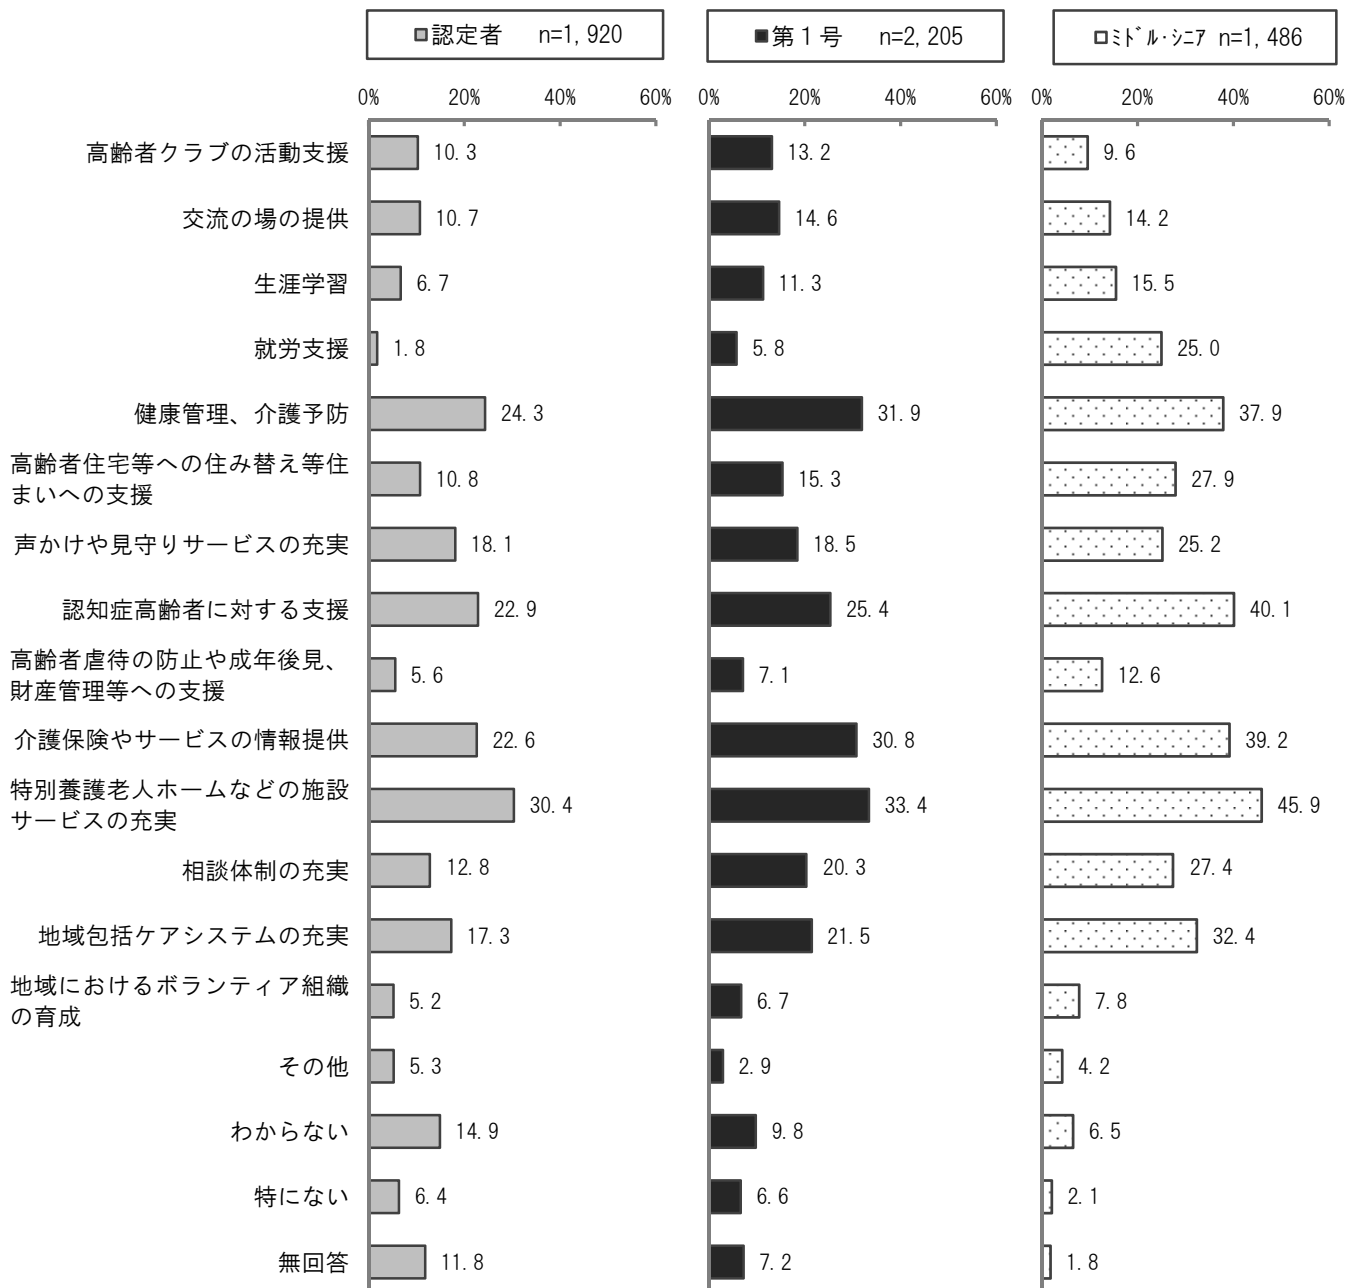 ■認定者 n=1,920
■第1号 n=2,205
□ﾐﾄﾞﾙ･ｼﾆｱ n=1,486
0% 20% 40% 60% 0% 20% 40% 60% 0% 20% 40% 60%
高齢者クラブの活動支援 10.3 13.2 9.6
交流の場の提供 10.7 14.6 14.2
生涯学習 6.7 11.3 15.5
就労支援 1.8 5.8 25.0
健康管理、介護予防 24.3 31.9 37.9
高齢者住宅等への住み替え等住
まいへの支援 10.8 15.3 27.9
声かけや見守りサービスの充実 18.1 18.5 25.2
認知症高齢者に対する支援 22.9 25.4 40.1
高齢者虐待の防止や成年後見、
財産管理等への支援 5.6 7.1 12.6
介護保険やサービスの情報提供 22.6 30.8 39.2
特別養護老人ホームなどの施設
サービスの充実 30.4 33.4 45.9
相談体制の充実 12.8 20.3 27.4
地域包括ケアシステムの充実 17.3 21.5 32.4
地域におけるボランティア組織
の育成 5.2 6.7 7.8
その他 5.3 2.9 4.2
わからない 14.9 9.8 6.5
特にない 6.4 6.6 2.1
無回答 11.8 7.2 1.8